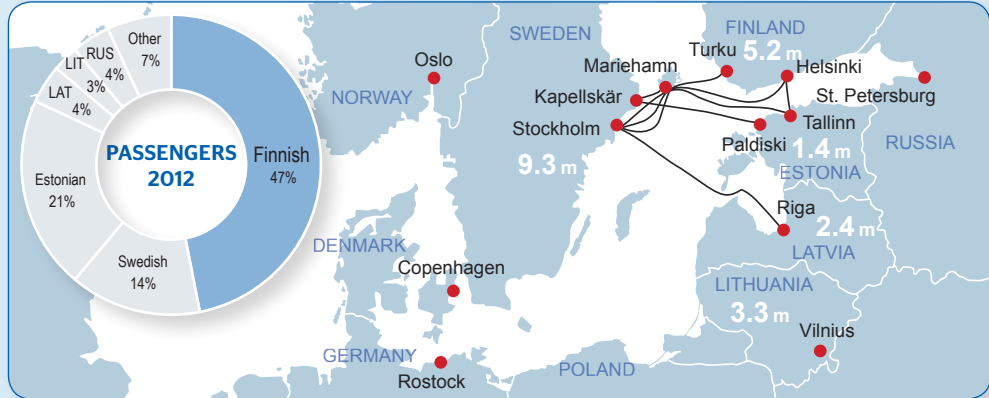 PASSENGERS
2012
Finnish
47%
Swedish
14%
Estonian
21%
LAT
4%
LIT
3%
RUS
4%
Other
7%
SWEDEN
9.3 m
NORWAY
Oslo
FINLAND
5.2 m
Turku
Mariehamn
Helsinki
Kapellskär
St. Petersburg
Stockholm
Tallinn
Paldiski
1.4 m
ESTONIA
RUSSIA
Riga
2.4 m
LATVIA
DENMARK
Copenhagen
LITHUANIA
3.3 m
Vilnius
GERMANY
Rostock
POLAND